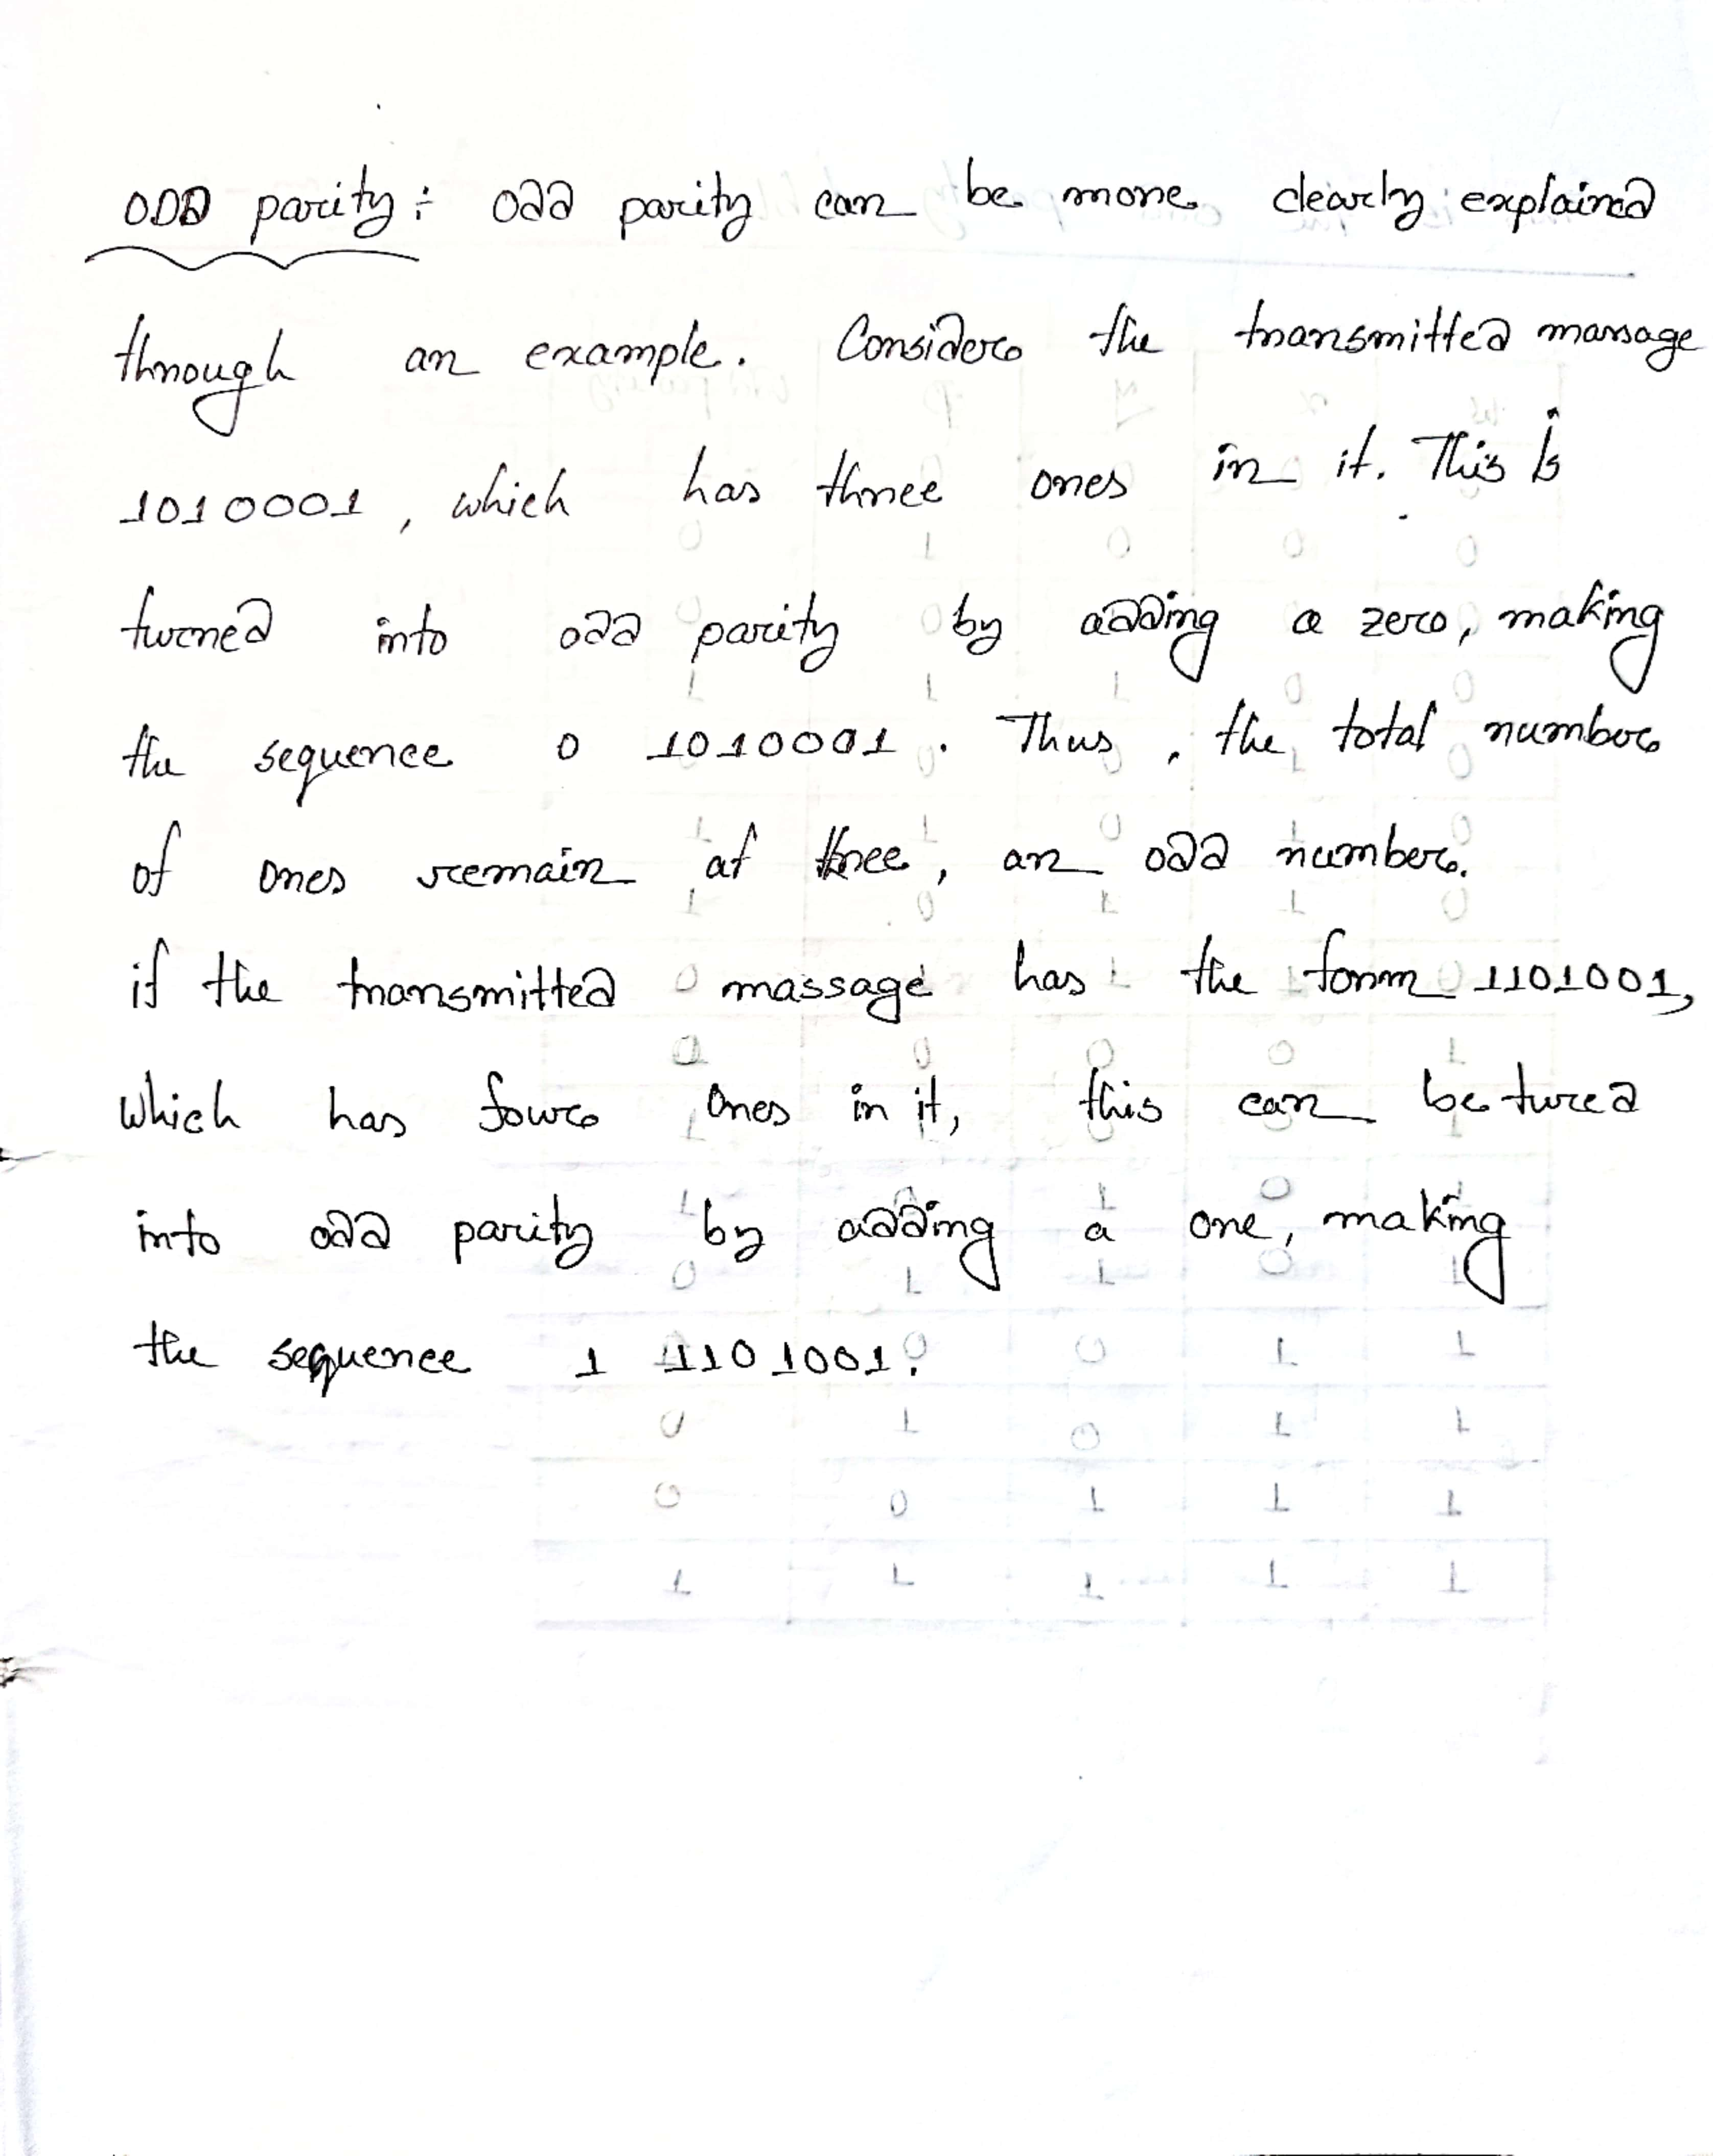 ODD parity : odd parity can be more clearly explained
through an example. Consider the transmitted massage
1010001, which has three ones in it. This is
turned into odd parity by adding a zero, making
the sequence 0 1010001. Thus, the total number
of ones remain at three, an odd number.
if the transmitted massage has the form 1101001,
which has four ones in it, this can be tured
into odd parity by adding a one, making
the sequence 1 1101001.